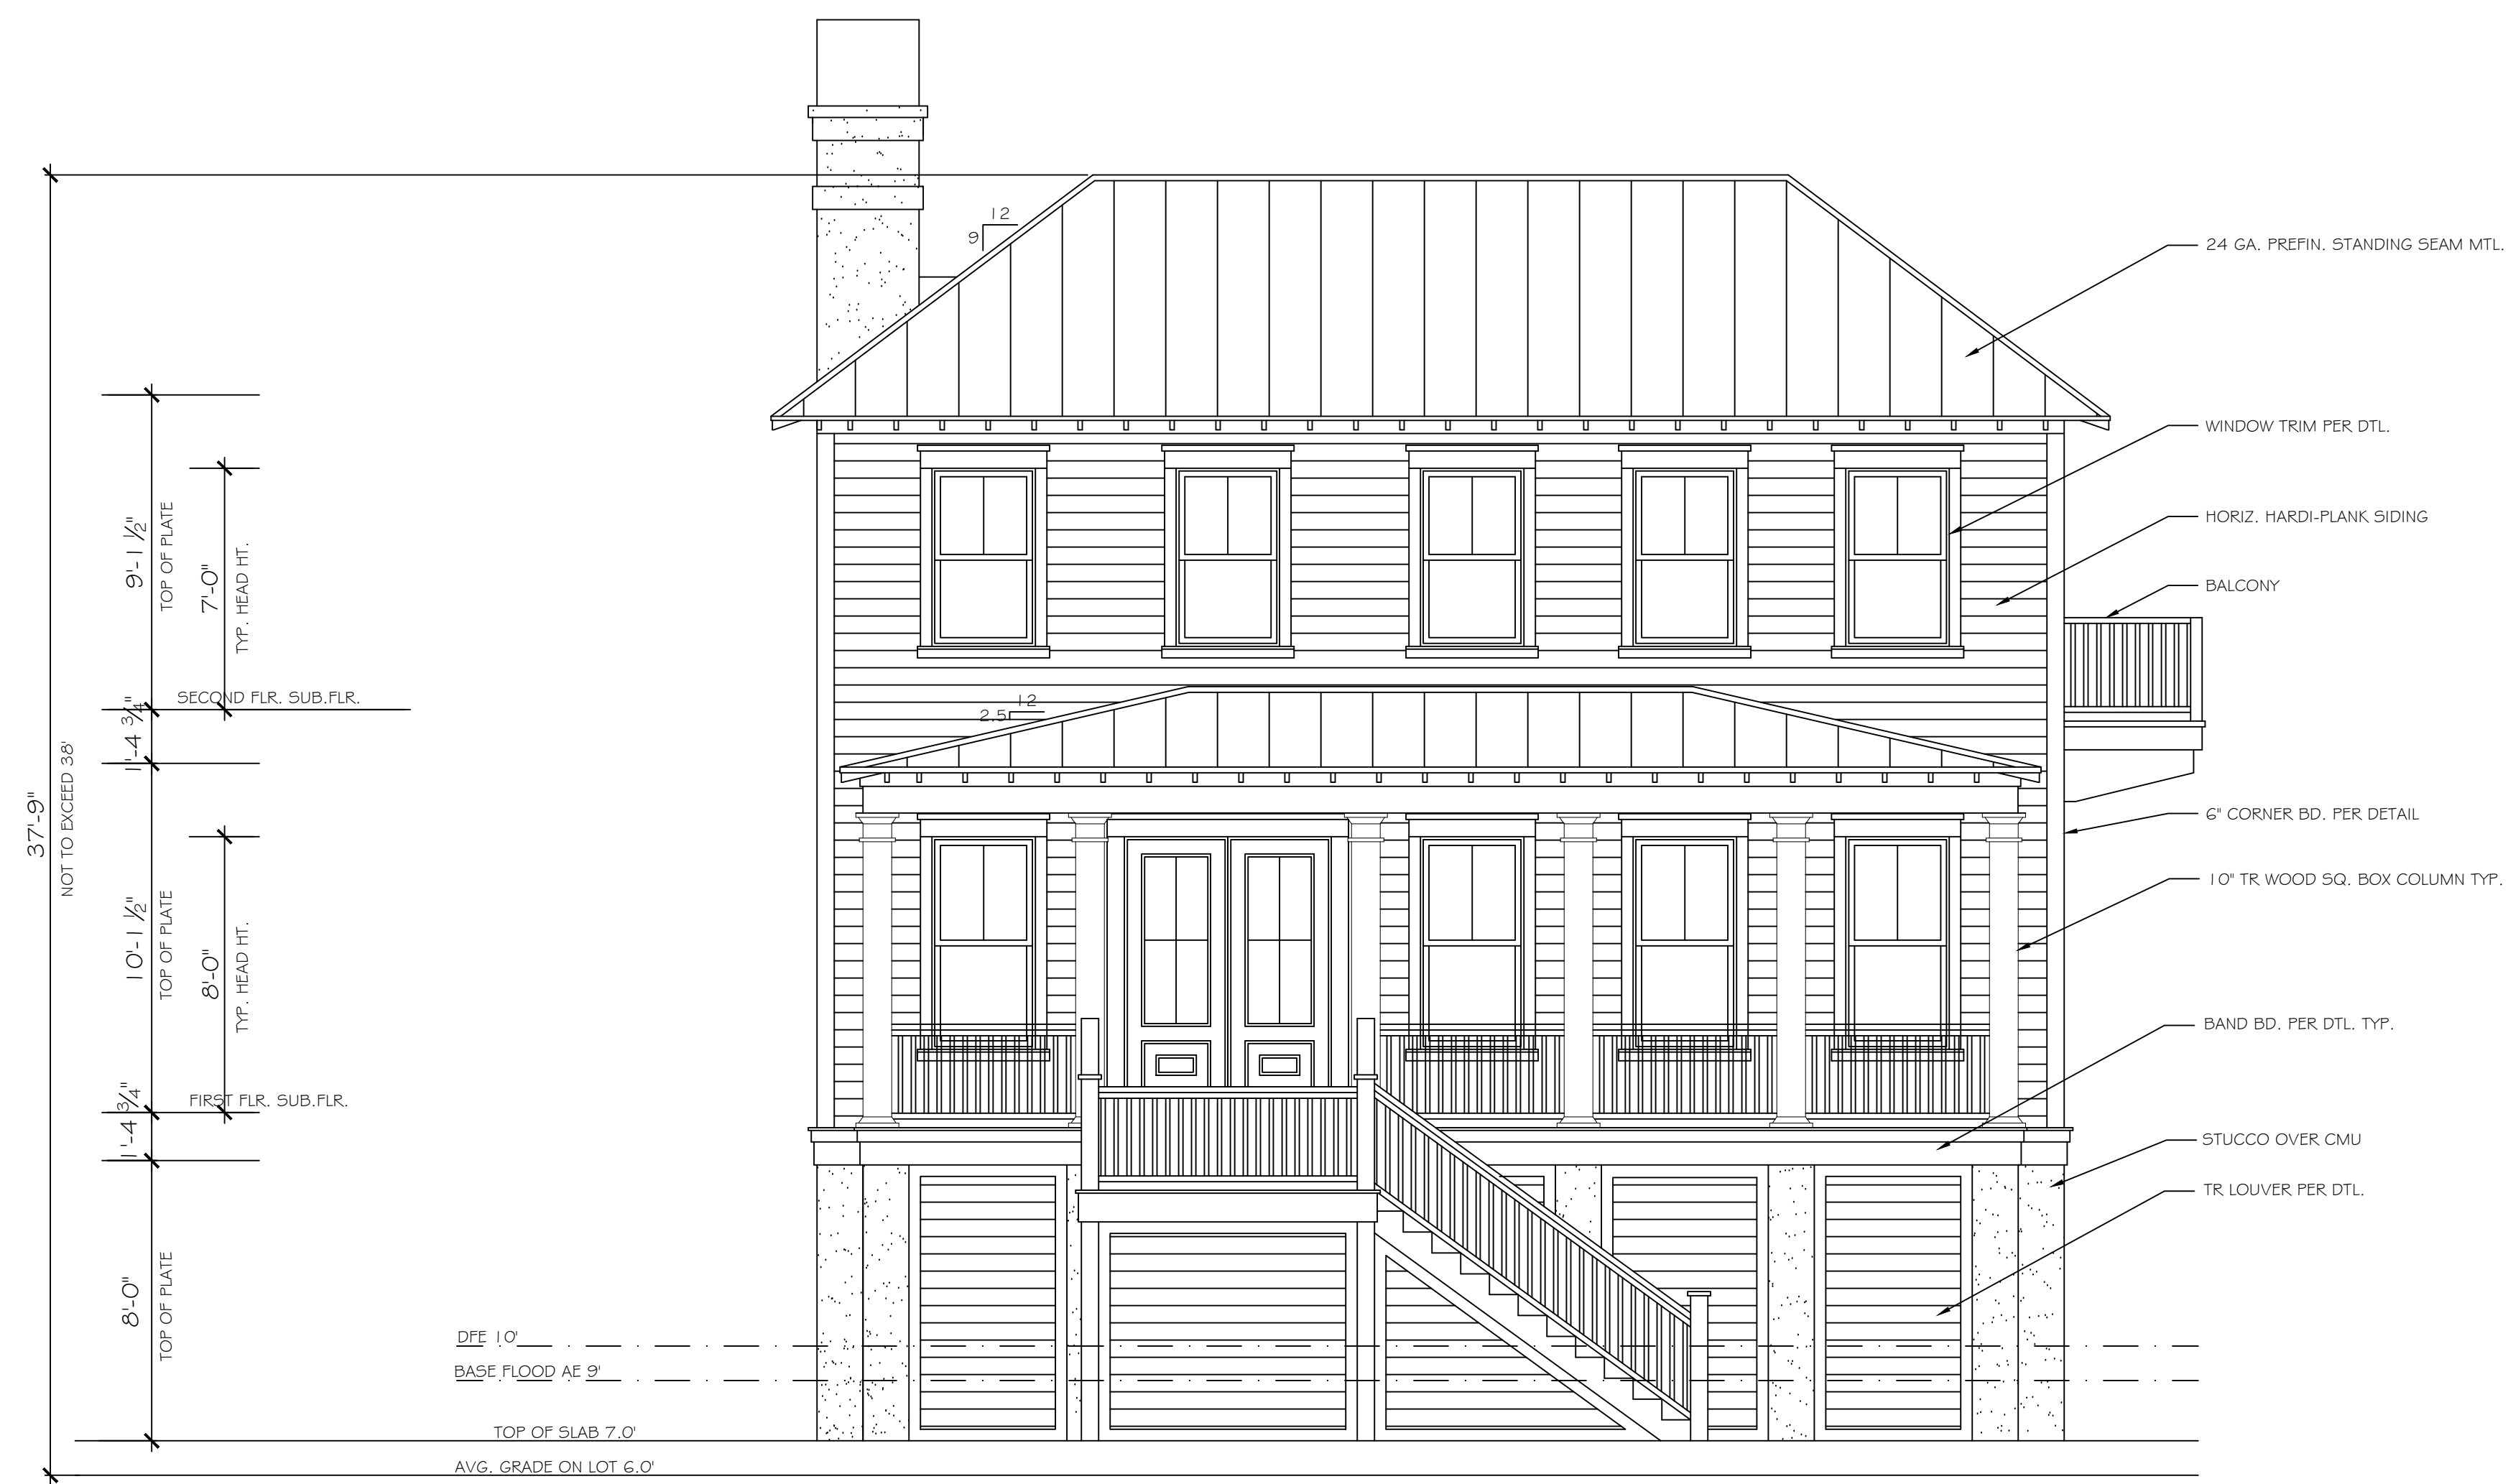 12
9
24 GA. PREFIN. STANDING SEAM MTL.
WINDOW TRIM PER DTL.
HORIZ. HARDI-PLANK SIDING
BALCONY
9'-1 1/2"
TOP OF PLATE
7'-0"
TYP. HEAD HT.
SECOND FLR. SUB.FLR.
1'-4 3/4"
12
2.5
37'-9"
NOT TO EXCEED 38'
6" CORNER BD. PER DETAIL
10" TR WOOD SQ. BOX COLUMN TYP.
10'-1 1/2"
TOP OF PLATE
8'-0"
TYP. HEAD HT.
BAND BD. PER DTL. TYP.
FIRST FLR. SUB.FLR.
1'-4 3/4"
STUCCO OVER CMU
TR LOUVER PER DTL.
8'-0"
TOP OF PLATE
DFE 10'
BASE FLOOD AE 9'
TOP OF SLAB 7.0'
AVG. GRADE ON LOT 6.0'